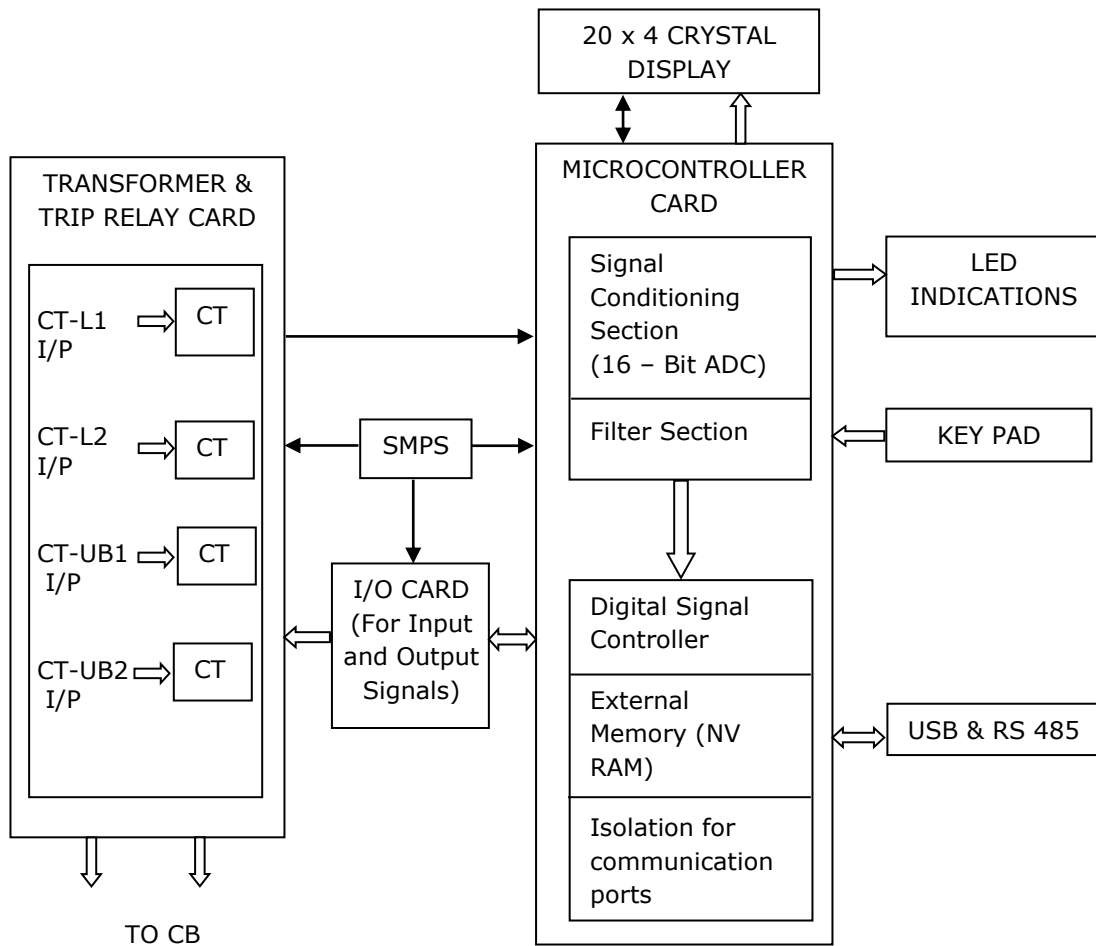 20 x 4 CRYSTAL
DISPLAY
TRANSFORMER &
TRIP RELAY CARD
CT-L1
I/P
CT
CT-L2
I/P
CT
CT-UB1
I/P
CT
CT-UB2
I/P
CT
TO CB
SMPS
I/O CARD
(For Input
and Output
Signals)
MICROCONTROLLER
CARD
Signal
Conditioning
Section
(16 – Bit ADC)
Filter Section
Digital Signal
Controller
External
Memory (NV
RAM)
Isolation for
communication
ports
LED
INDICATIONS
KEY PAD
USB & RS 485